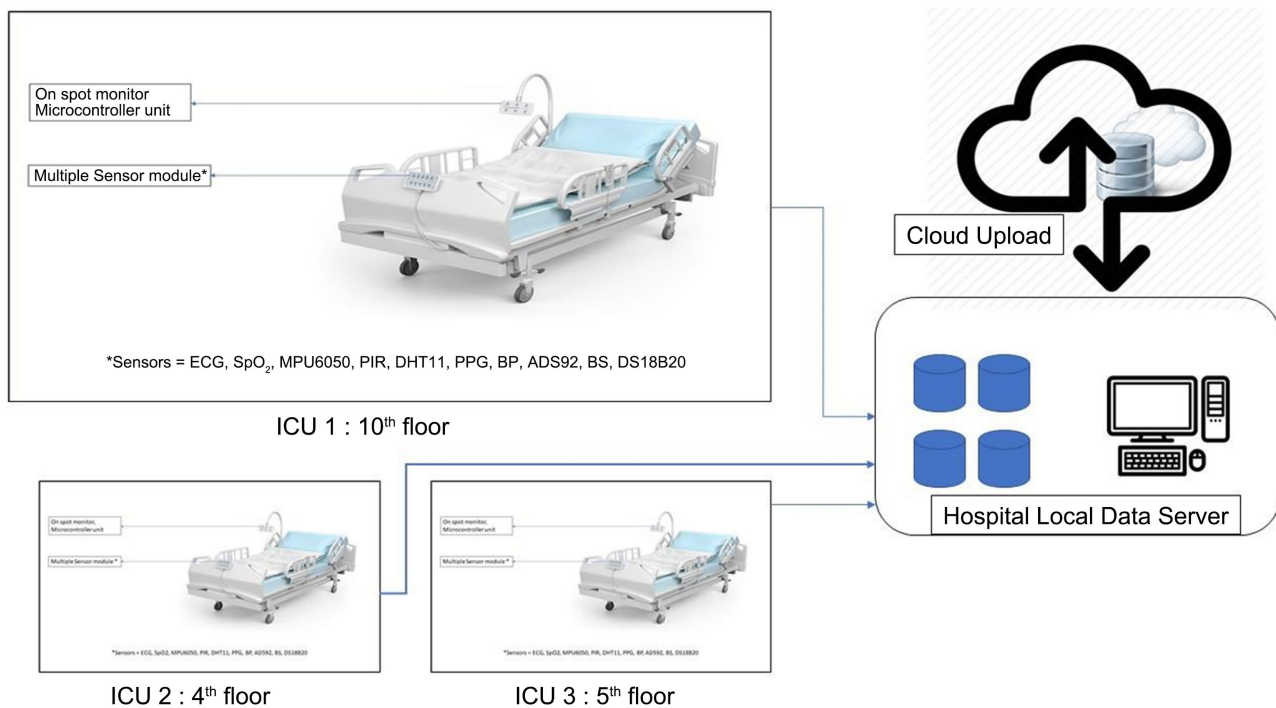 On spot monitor
Microcontroller unit
Multiple Sensor module*
*Sensors = ECG, SpO₂, MPU6050, PIR, DHT11, PPG, BP, ADS92, BS, DS18B20
ICU 1 : 10th floor
Cloud Upload
Hospital Local Data Server
On spot monitor,
Microcontroller unit
Multiple Sensor module *
*Sensors = ECG, SpO2, MPU6050, PIR, DHT11, PPG, BP, ADS92, BS, DS18B20
ICU 2 : 4th floor
On spot monitor,
Microcontroller unit
Multiple Sensor module *
*Sensors = ECG, SpO2, MPU6050, PIR, DHT11, PPG, BP, ADS92, BS, DS18B20
ICU 3 : 5th floor